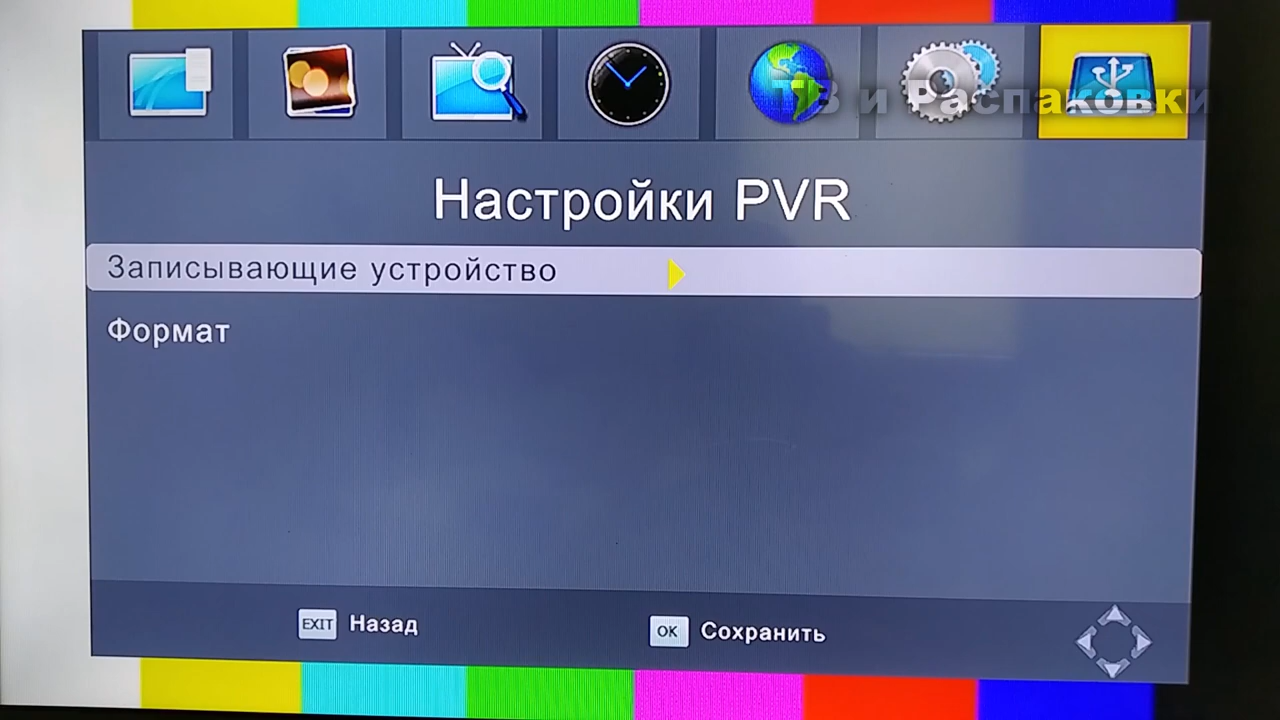 ТВ и Распаковки
Настройки PVR
Записывающие устройство
Формат
EXIT Назад
OK Сохранить